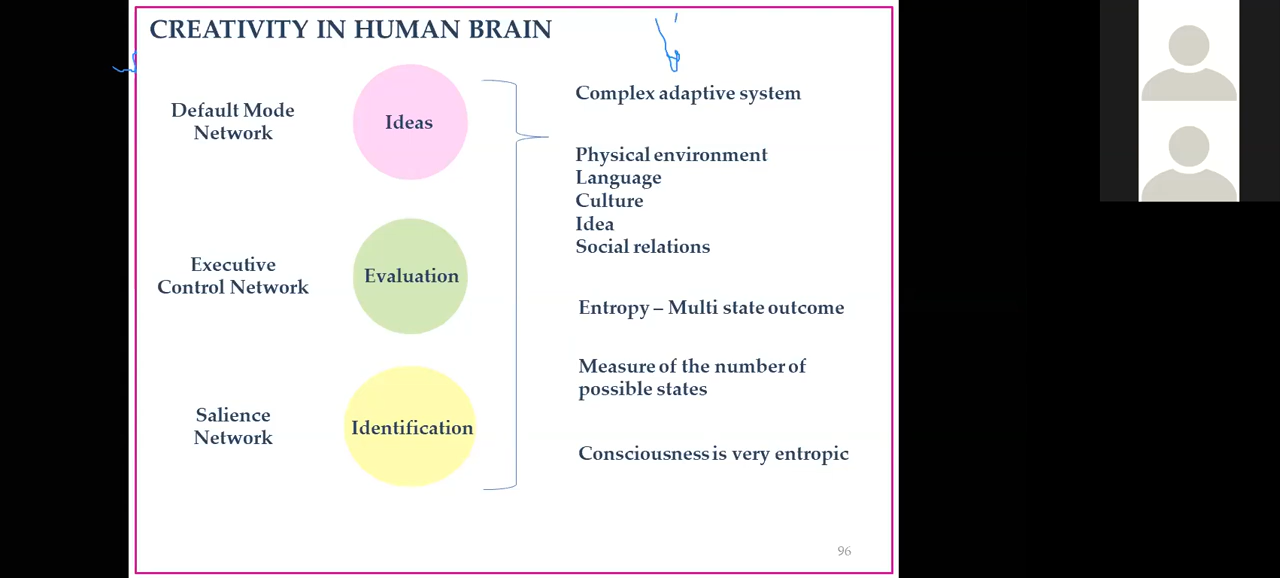 CREATIVITY IN HUMAN BRAIN
Default Mode
Network
Ideas
Executive
Control Network
Evaluation
Salience
Network
Identification
Complex adaptive system
Physical environment
Language
Culture
Idea
Social relations
Entropy – Multi state outcome
Measure of the number of
possible states
Consciousness is very entropic
96